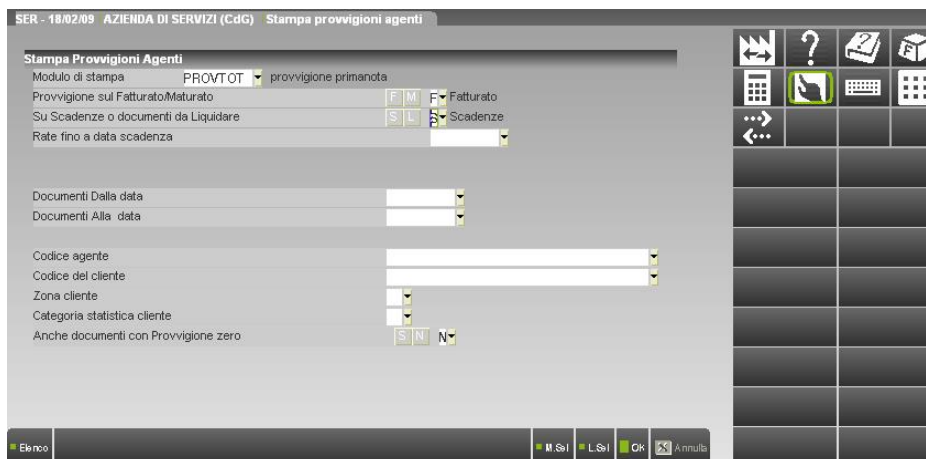 SER - 18/02/09 AZIENDA DI SERVIZI (CdG) Stampa provvigioni agenti
Stampa Provvigioni Agenti
Modulo di stampa PROVTOT provvigione primanota
Provvigione sul Fatturato/Maturato F M F Fatturato
Su Scadenze o documenti da Liquidare S L S Scadenze
Rate fino a data scadenza
Documenti Dalla data
Documenti Alla data
Codice agente
Codice del cliente
Zona cliente
Categoria statistica cliente
Anche documenti con Provvigione zero S N N
Elenco M.Sel L.Sel OK Annulla